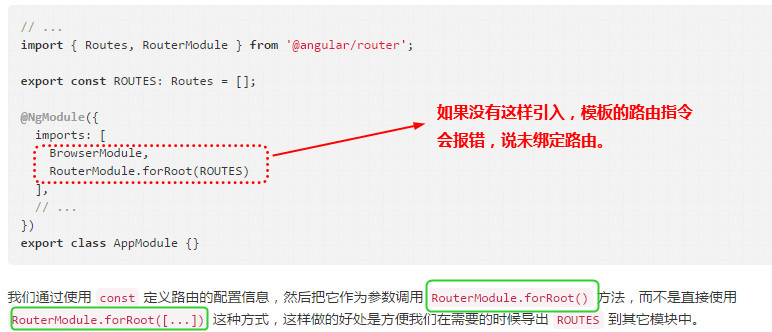 // ...
import { Routes, RouterModule } from '@angular/router';
export const ROUTES: Routes = [];
@NgModule({
  imports: [
    BrowserModule,
    RouterModule.forRoot(ROUTES)
  ],
  // ...
})
export class AppModule {}
如果没有这样引入，模板的路由指令
会报错，说未绑定路由。
我们通过使用 const 定义路由的配置信息，然后把它作为参数调用 RouterModule.forRoot() 方法，而不是直接使用
RouterModule.forRoot([...]) 这种方式，这样做的好处是方便我们在需要的时候导出 ROUTES 到其它模块中。